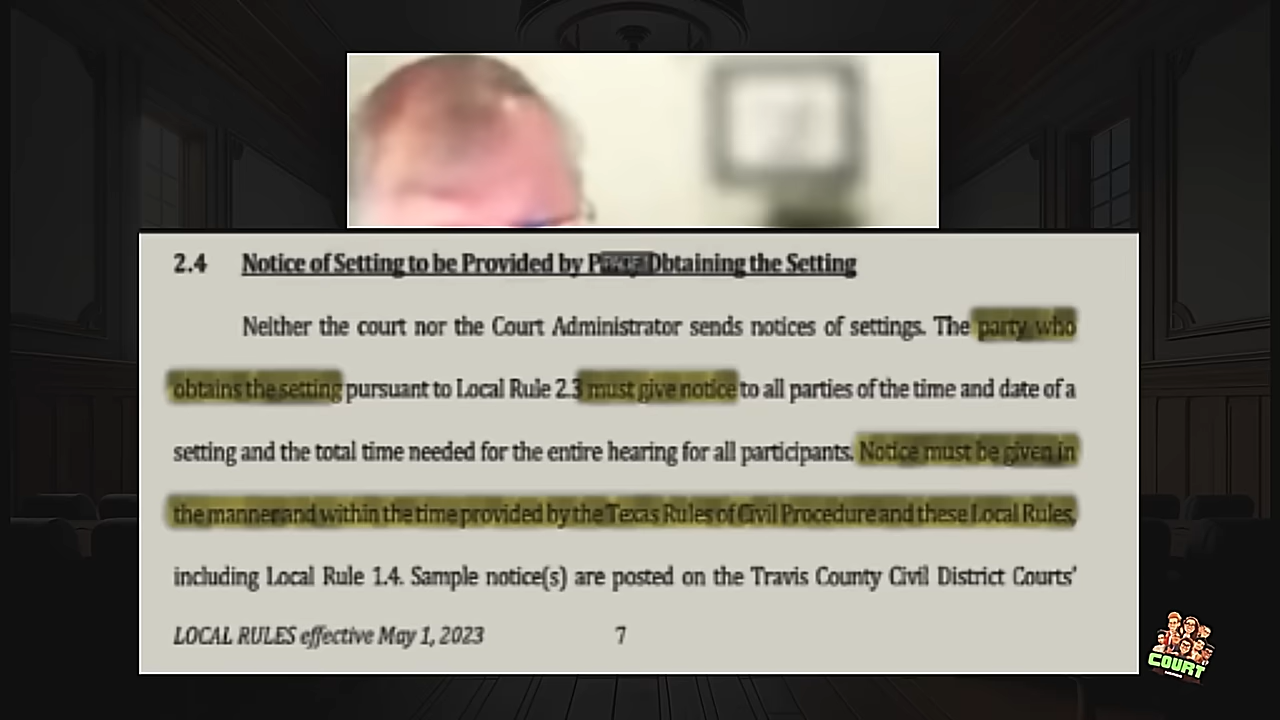 2.4 Notice of Setting to be Provided by Party Obtaining the Setting
Neither the court nor the Court Administrator sends notices of settings. The party who
obtains the setting pursuant to Local Rule 2.3 must give notice to all parties of the time and date of a
setting and the total time needed for the entire hearing for all participants. Notice must be given in
the manner and within the time provided by the Texas Rules of Civil Procedure and these Local Rules,
including Local Rule 1.4. Sample notice(s) are posted on the Travis County Civil District Courts'
LOCAL RULES effective May 1, 2023 7
COURT